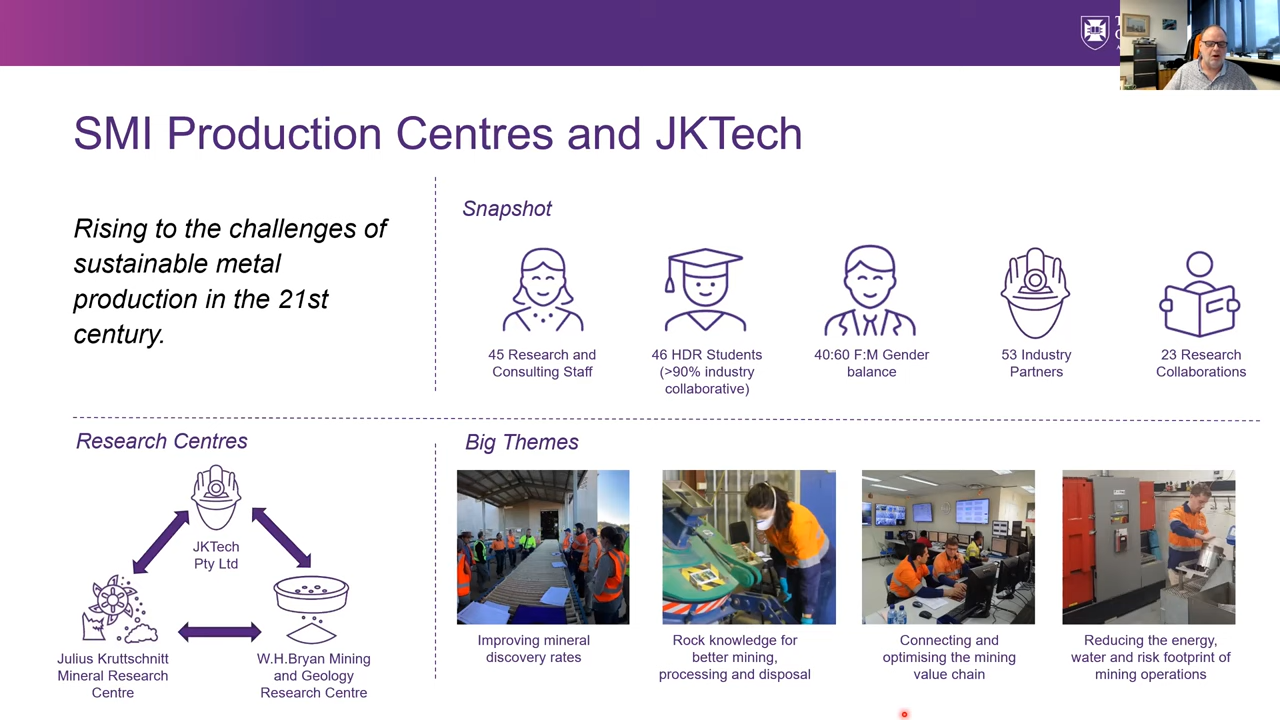 SMI Production Centres and JKTech
Rising to the challenges of
sustainable metal
production in the 21st
century.
Snapshot
45 Research and
Consulting Staff
46 HDR Students
(>90% industry
collaborative)
40:60 F:M Gender
balance
53 Industry
Partners
23 Research
Collaborations
Research Centres
JKTech
Pty Ltd
Julius Kruttschnitt
Mineral Research
Centre
W.H.Bryan Mining
and Geology
Research Centre
Big Themes
Improving mineral
discovery rates
Rock knowledge for
better mining,
processing and disposal
Connecting and
optimising the mining
value chain
Reducing the energy,
water and risk footprint of
mining operations